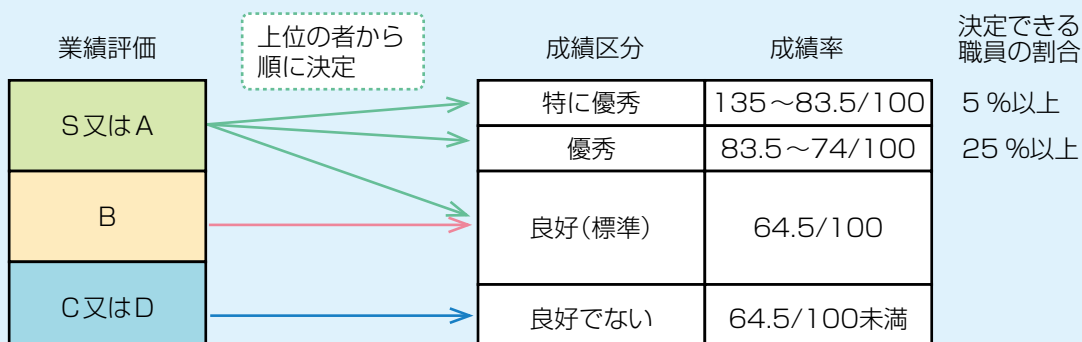 業績評価
上位の者から
順に決定
成績区分
成績率
決定できる
職員の割合
S又はA
特に優秀
135～83.5/100
5 %以上
優秀
83.5～74/100
25 %以上
B
良好（標準）
64.5/100
C又はD
良好でない
64.5/100未満